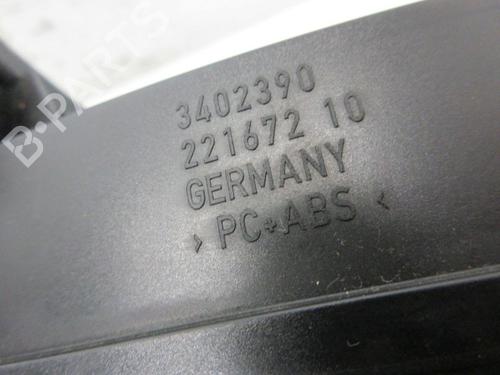 B-PARTS
3402390
221672 10
GERMANY
> PC+ABS <